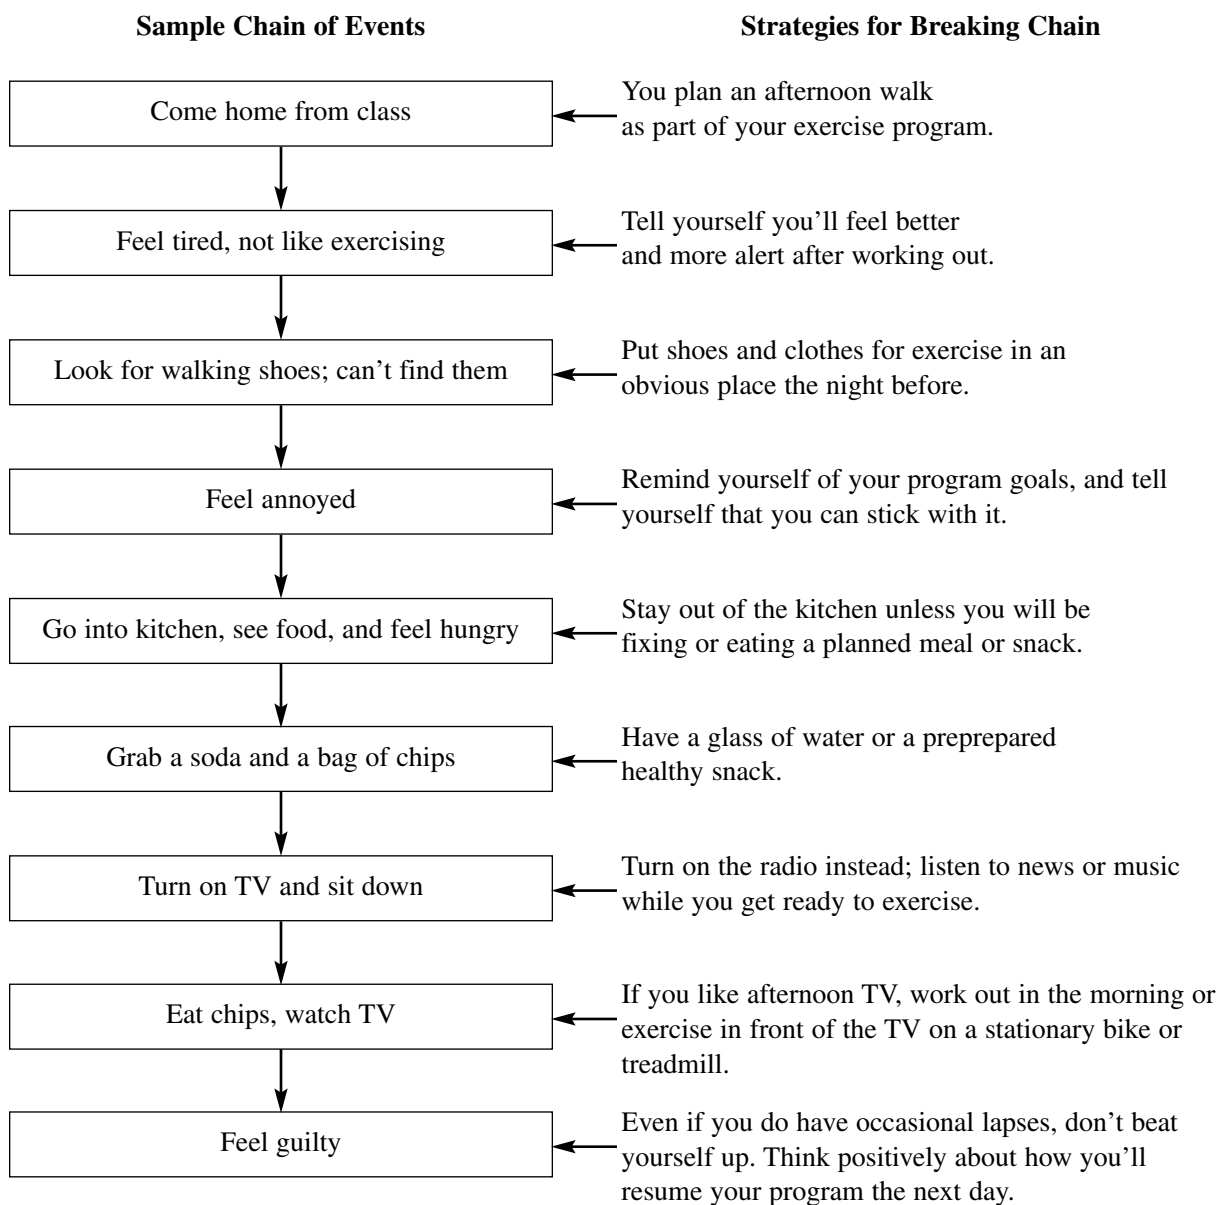 Sample Chain of Events
Strategies for Breaking Chain
Come home from class
You plan an afternoon walk
as part of your exercise program.
Feel tired, not like exercising
Tell yourself you’ll feel better
and more alert after working out.
Look for walking shoes; can’t find them
Put shoes and clothes for exercise in an
obvious place the night before.
Feel annoyed
Remind yourself of your program goals, and tell
yourself that you can stick with it.
Go into kitchen, see food, and feel hungry
Stay out of the kitchen unless you will be
fixing or eating a planned meal or snack.
Grab a soda and a bag of chips
Have a glass of water or a preprepared
healthy snack.
Turn on TV and sit down
Turn on the radio instead; listen to news or music
while you get ready to exercise.
Eat chips, watch TV
If you like afternoon TV, work out in the morning or
exercise in front of the TV on a stationary bike or
treadmill.
Feel guilty
Even if you do have occasional lapses, don’t beat
yourself up. Think positively about how you’ll
resume your program the next day.